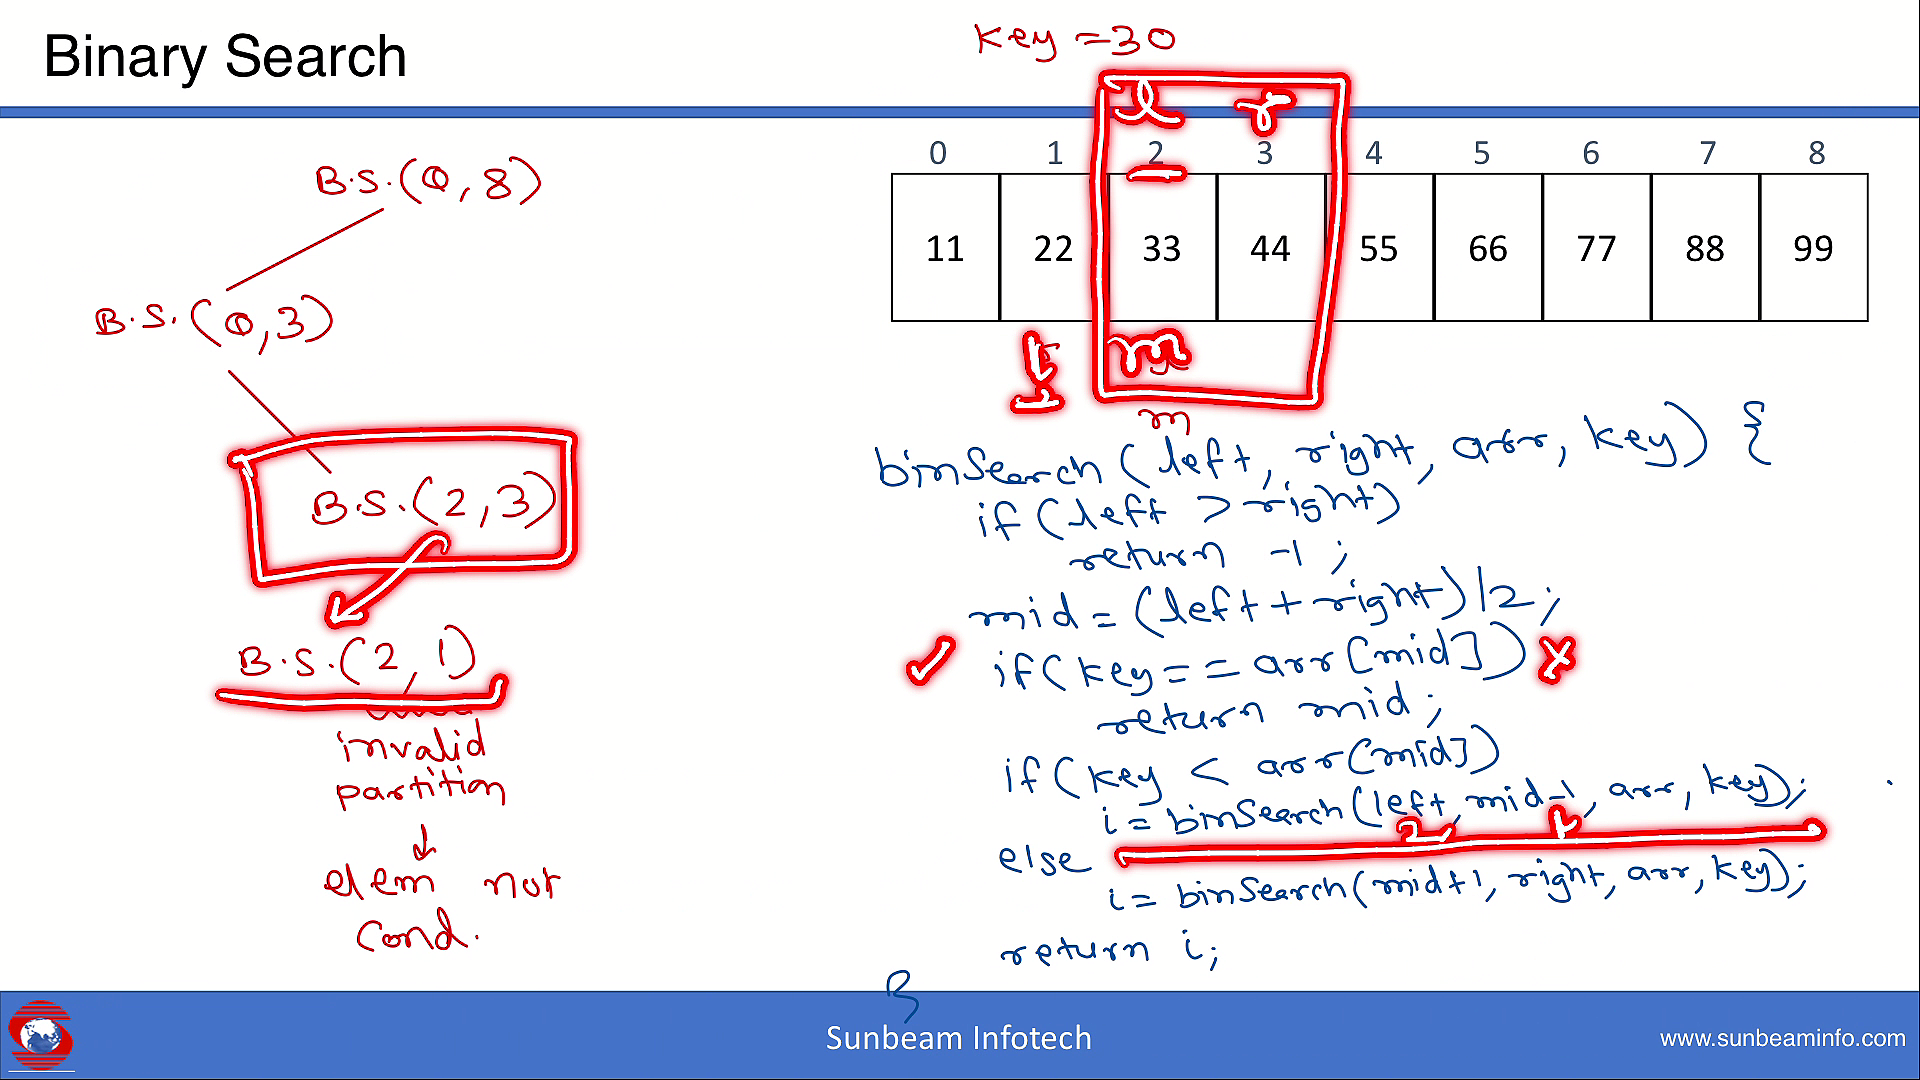 Binary Search
key = 30
l r
0 1 2 3 4 5 6 7 8
11 22 33 44 55 66 77 88 99
m
m
B.S.(0, 8)
B.S.(0,3)
B.S.(2,3)
B.S.(2, 1)
invalid
partition
elem not
cond.
binSearch(left, right, arr, key) {
if(left > right)
return -1;
mid = (left + right)/2;
if(key == arr[mid])
return mid;
if(key < arr[mid])
i = binSearch(left, mid-1, arr, key);
2 1
else
i = binSearch(mid+1, right, arr, key);
return i;
}
Sunbeam Infotech
www.sunbeaminfo.com